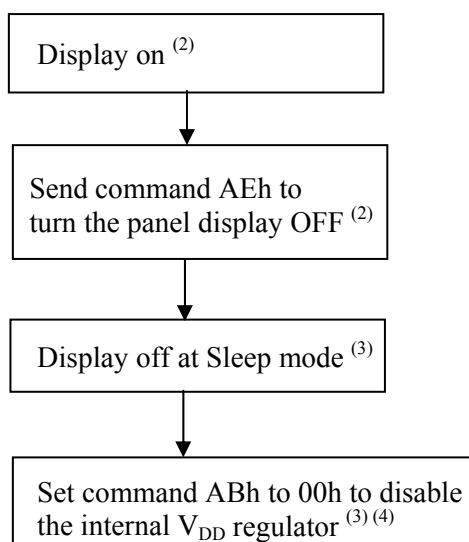 Display on (2)
Send command AEh to
turn the panel display OFF (2)
Display off at Sleep mode (3)
Set command ABh to 00h to disable
the internal VDD regulator (3) (4)